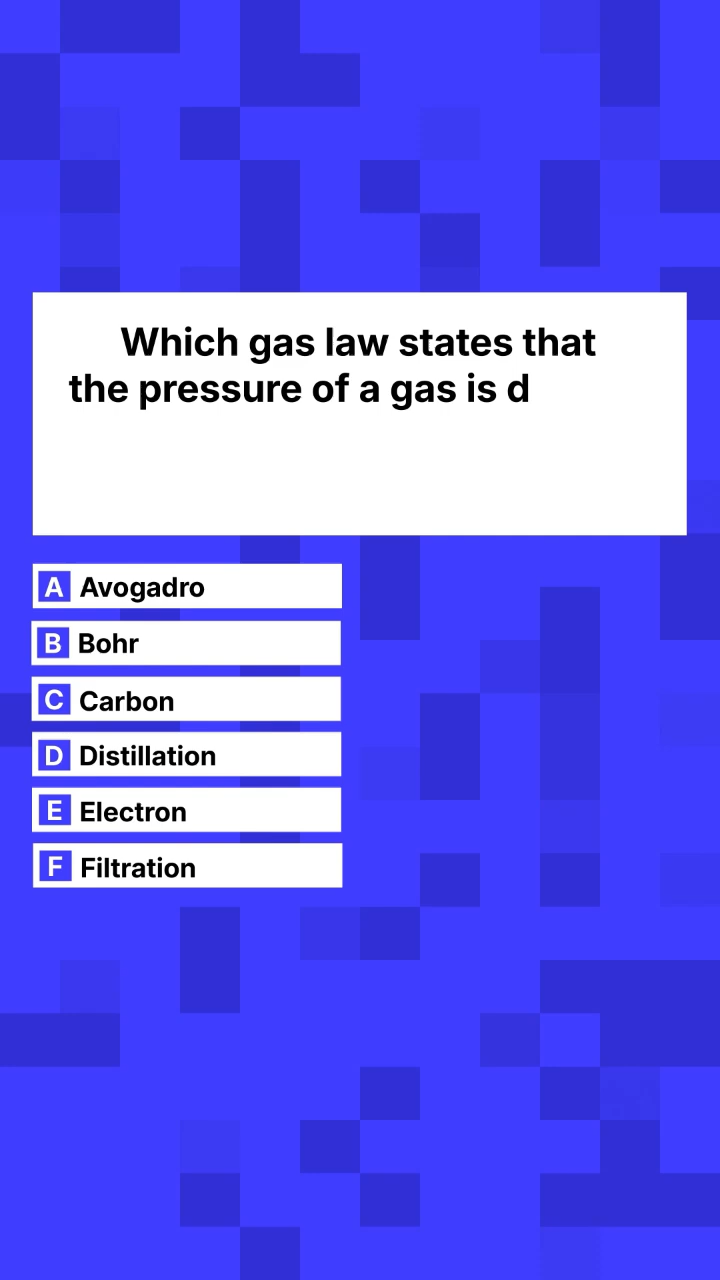 Which gas law states that
the pressure of a gas is d
A Avogadro
B Bohr
C Carbon
D Distillation
E Electron
F Filtration